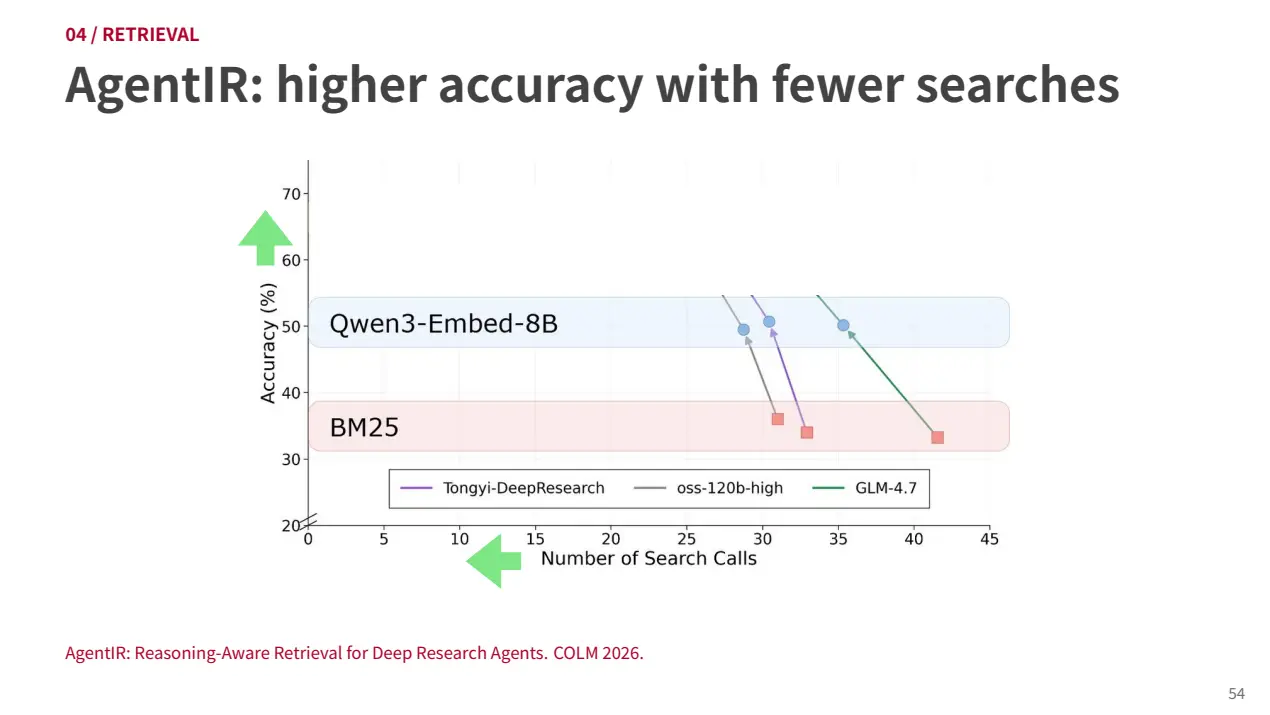 04 / RETRIEVAL
AgentIR: higher accuracy with fewer searches
70
60
50
40
30
20
Accuracy (%)
Qwen3-Embed-8B
BM25
Tongyi-DeepResearch oss-120b-high GLM-4.7
0 5 10 15 20 25 30 35 40 45
Number of Search Calls
AgentIR: Reasoning-Aware Retrieval for Deep Research Agents. COLM 2026.
54